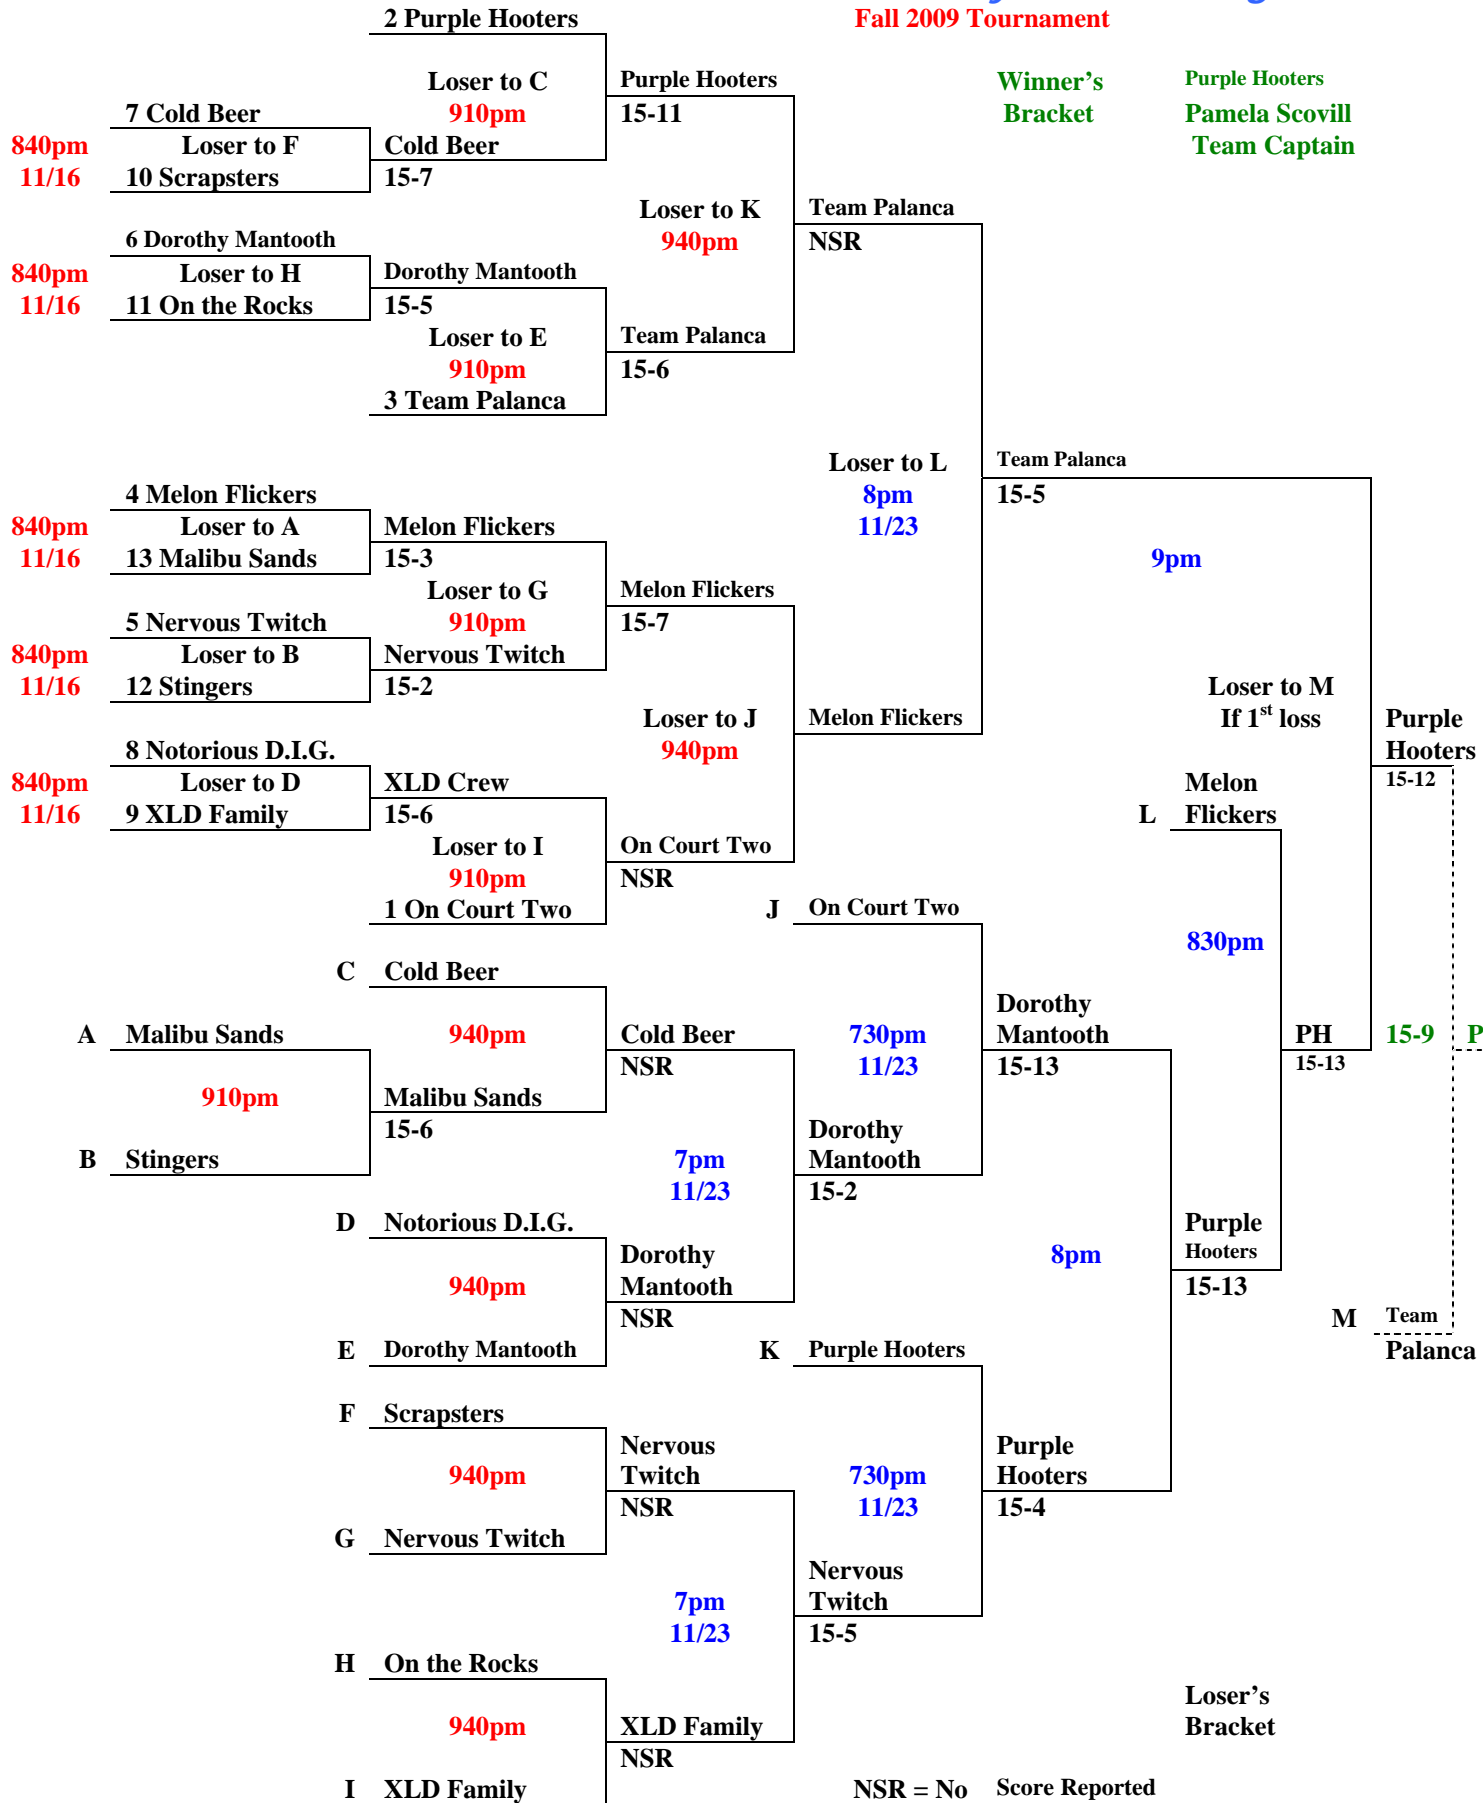 2 Purple Hooters
Fall 2009 Tournament
Loser to C
910pm
Purple Hooters
15-11
Winner's
Bracket
Purple Hooters
Pamela Scovill
Team Captain
7 Cold Beer
840pm
11/16
Loser to F
10 Scrapsters
Cold Beer
15-7
Loser to K
940pm
Team Palanca
NSR
6 Dorothy Mantooth
840pm
11/16
Loser to H
11 On the Rocks
Dorothy Mantooth
15-5
Loser to E
910pm
3 Team Palanca
Team Palanca
15-6
Loser to L
8pm
11/23
Team Palanca
15-5
4 Melon Flickers
840pm
11/16
Loser to A
13 Malibu Sands
Melon Flickers
15-3
9pm
Loser to G
910pm
Melon Flickers
15-7
5 Nervous Twitch
840pm
11/16
Loser to B
12 Stingers
Nervous Twitch
15-2
Loser to M
If 1st loss
Loser to J
940pm
Melon Flickers
Purple
Hooters
15-12
8 Notorious D.I.G.
840pm
11/16
Loser to D
9 XLD Family
XLD Crew
15-6
L
Melon
Flickers
Loser to I
910pm
1 On Court Two
On Court Two
NSR
J
On Court Two
830pm
C
Cold Beer
A
Malibu Sands
940pm
Cold Beer
NSR
730pm
11/23
Dorothy
Mantooth
15-13
PH
15-13
15-9
P
910pm
Malibu Sands
15-6
B
Stingers
7pm
11/23
Dorothy
Mantooth
15-2
D
Notorious D.I.G.
940pm
Dorothy
Mantooth
NSR
8pm
Purple
Hooters
15-13
M
Team
Palanca
E
Dorothy Mantooth
K
Purple Hooters
F
Scrapsters
940pm
Nervous
Twitch
NSR
730pm
11/23
Purple
Hooters
15-4
G
Nervous Twitch
7pm
11/23
Nervous
Twitch
15-5
H
On the Rocks
940pm
XLD Family
NSR
Loser's
Bracket
I
XLD Family
NSR = No Score Reported